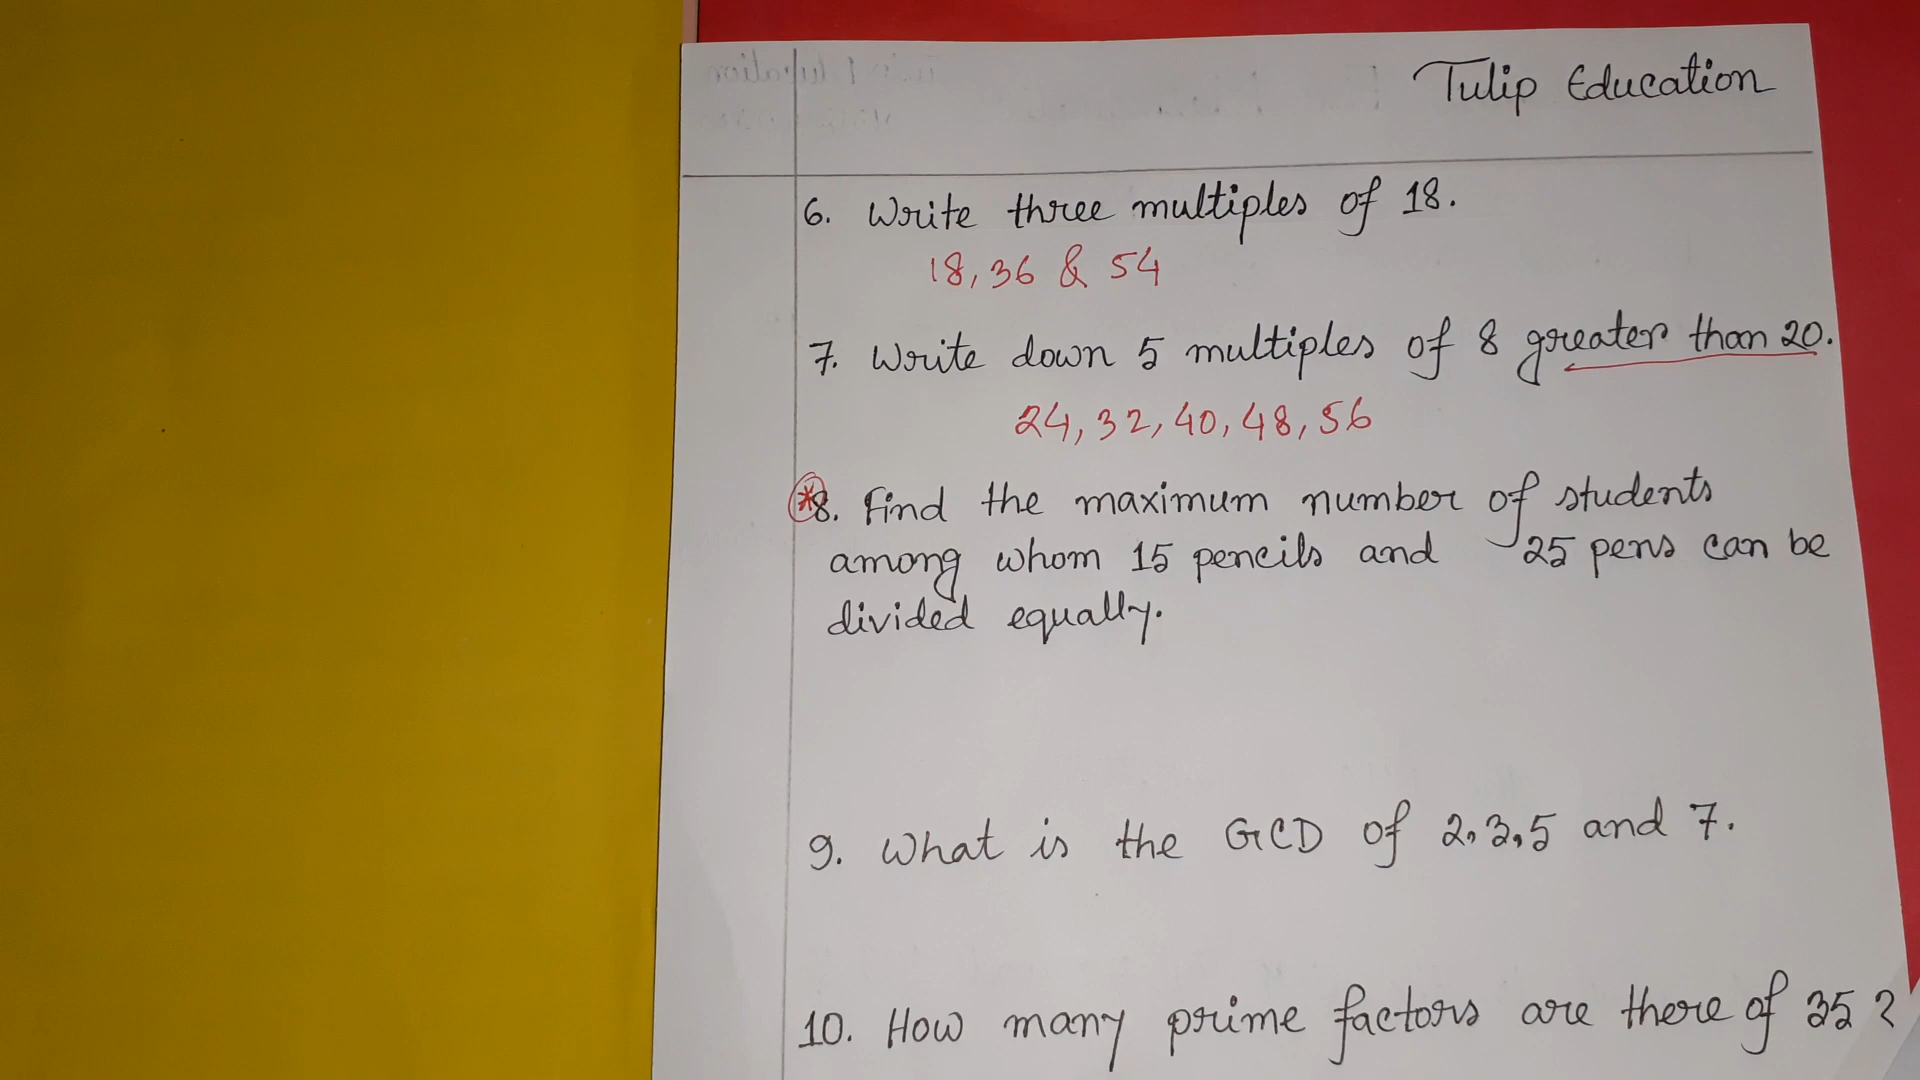 Tulip Education
6. Write three multiples of 18.
18, 36 & 54
7. Write down 5 multiples of 8 greater than 20.
24, 32, 40, 48, 56
*8. Find the maximum number of students
among whom 15 pencils and 25 pens can be
divided equally.
9. What is the GCD of 2, 3, 5 and 7.
10. How many prime factors are there of 35?